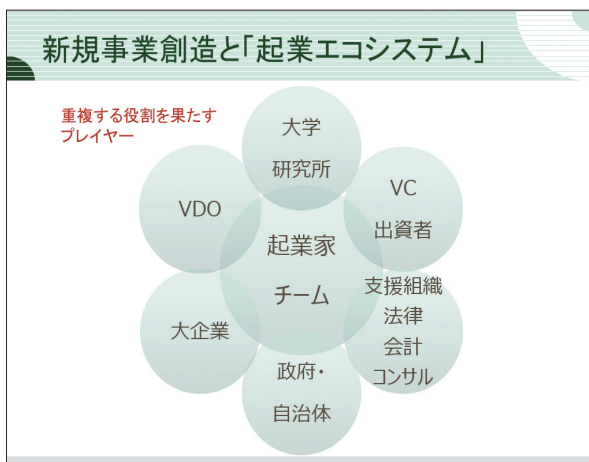 新規事業創造と「起業エコシステム」
重複する役割を果たす
プレイヤー
大学
研究所
VC
出資者
支援組織
法律
会計
コンサル
政府・
自治体
大企業
VDO
起業家
チーム